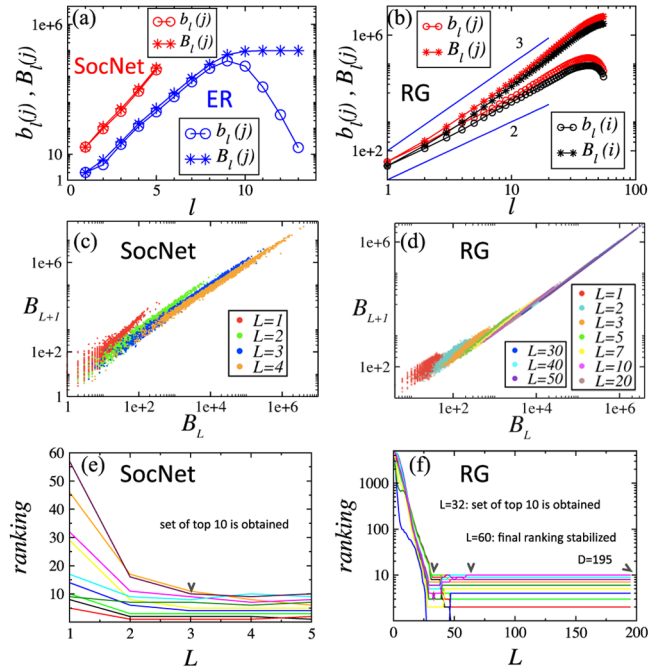 (a)
b_l(j)
B_l(j)
SocNet
ER
b_l(j)
B_l(j)
b_l(j) , B_l(j)
1e+6
1e+4
1e+2
1
0 5 10
l
(b)
b_l(j)
B_l(j)
3
RG
2
b_l(i)
B_l(i)
b_l(j) , B_l(j)
1e+6
1e+2
1 10 100
l
(c)
SocNet
1e+6
B_{L+1}
1e+2
1
L=1
L=2
L=3
L=4
1 1e+2 1e+4 1e+6
B_L
(d)
RG
1e+6
B_{L+1}
1e+2
L=30
L=40
L=50
L=1
L=2
L=3
L=5
L=7
L=10
L=20
1e+2 1e+4 1e+6
B_L
(e)
SocNet
set of top 10 is obtained
ranking
60
50
40
30
20
10
0
1 2 3 4 5
L
(f)
RG
L=32: set of top 10 is obtained
L=60: final ranking stabilized
D=195
ranking
1000
100
10
0 50 100 150 200
L